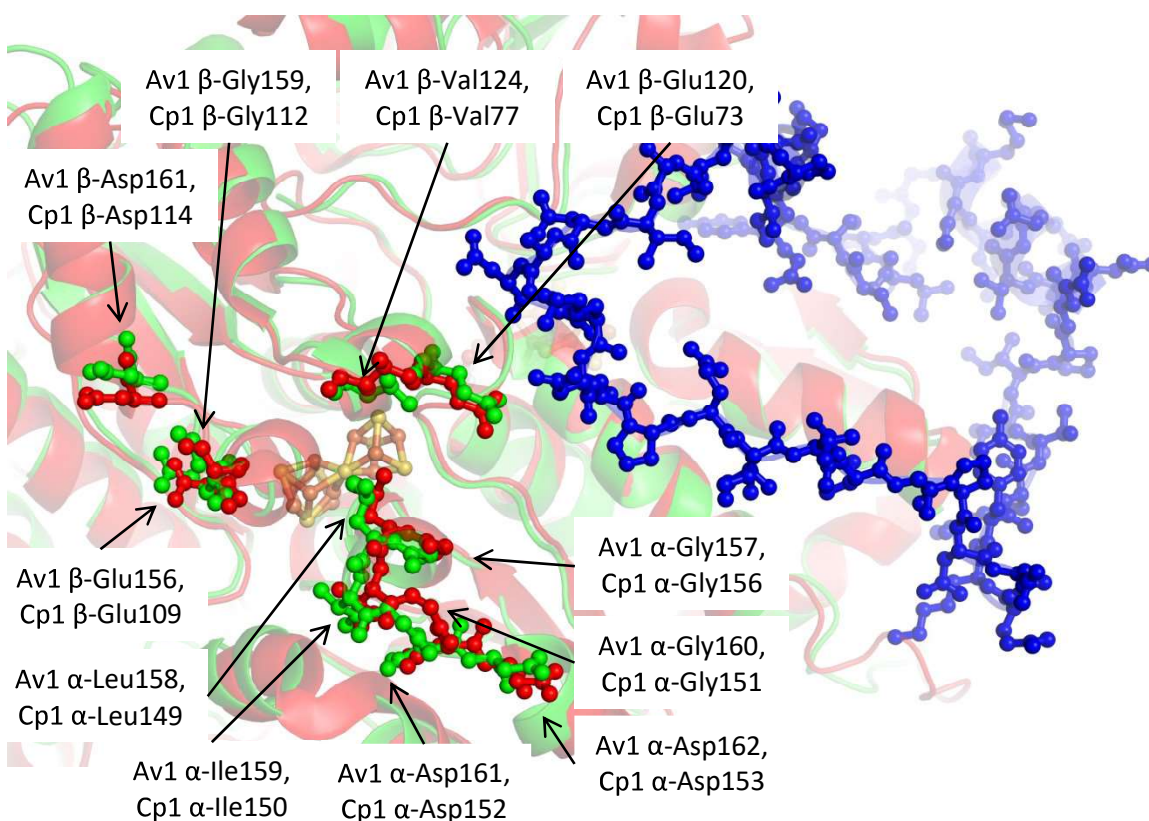 Av1 β-Gly159,
Cp1 β-Gly112
Av1 β-Val124,
Cp1 β-Val77
Av1 β-Glu120,
Cp1 β-Glu73
Av1 β-Asp161,
Cp1 β-Asp114
Av1 β-Glu156,
Cp1 β-Glu109
Av1 α-Gly157,
Cp1 α-Gly156
Av1 α-Leu158,
Cp1 α-Leu149
Av1 α-Gly160,
Cp1 α-Gly151
Av1 α-Ile159,
Cp1 α-Ile150
Av1 α-Asp161,
Cp1 α-Asp152
Av1 α-Asp162,
Cp1 α-Asp153